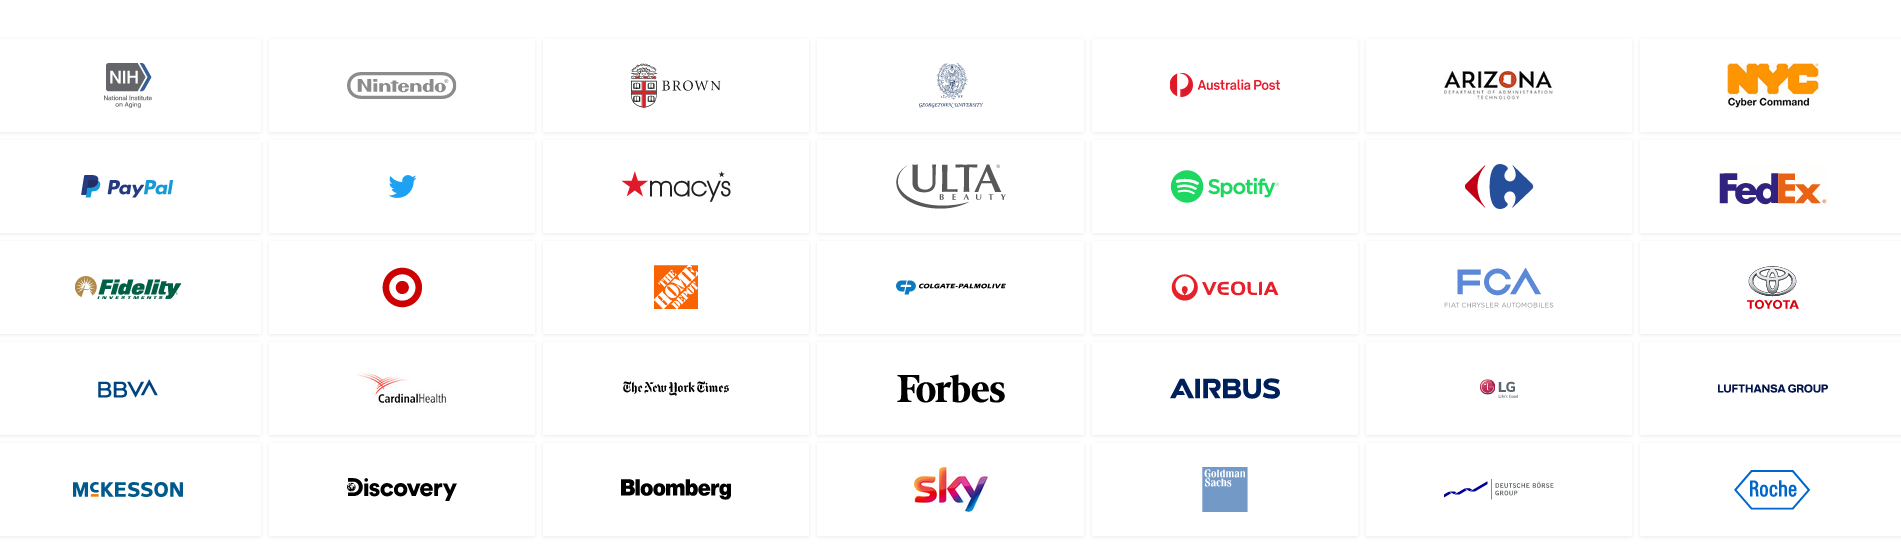 NIH
National Institute
on Aging
Nintendo®
BROWN
GEORGETOWN UNIVERSITY
Australia Post
ARIZONA
DEPARTMENT OF ADMINISTRATION
TECHNOLOGY
NYC
Cyber Command
PayPal
macy's
ULTA
BEAUTY
Spotify
FedEx®
Fidelity
INVESTMENTS
THE
HOME
DEPOT
CP COLGATE-PALMOLIVE
VEOLIA
FCA
FIAT CHRYSLER AUTOMOBILES
TOYOTA
BBVA
CardinalHealth
The New York Times
Forbes
AIRBUS
LG
Life's Good
LUFTHANSA GROUP
MCKESSON
Discovery
Bloomberg
sky
Goldman
Sachs
DEUTSCHE BÖRSE
GROUP
Roche